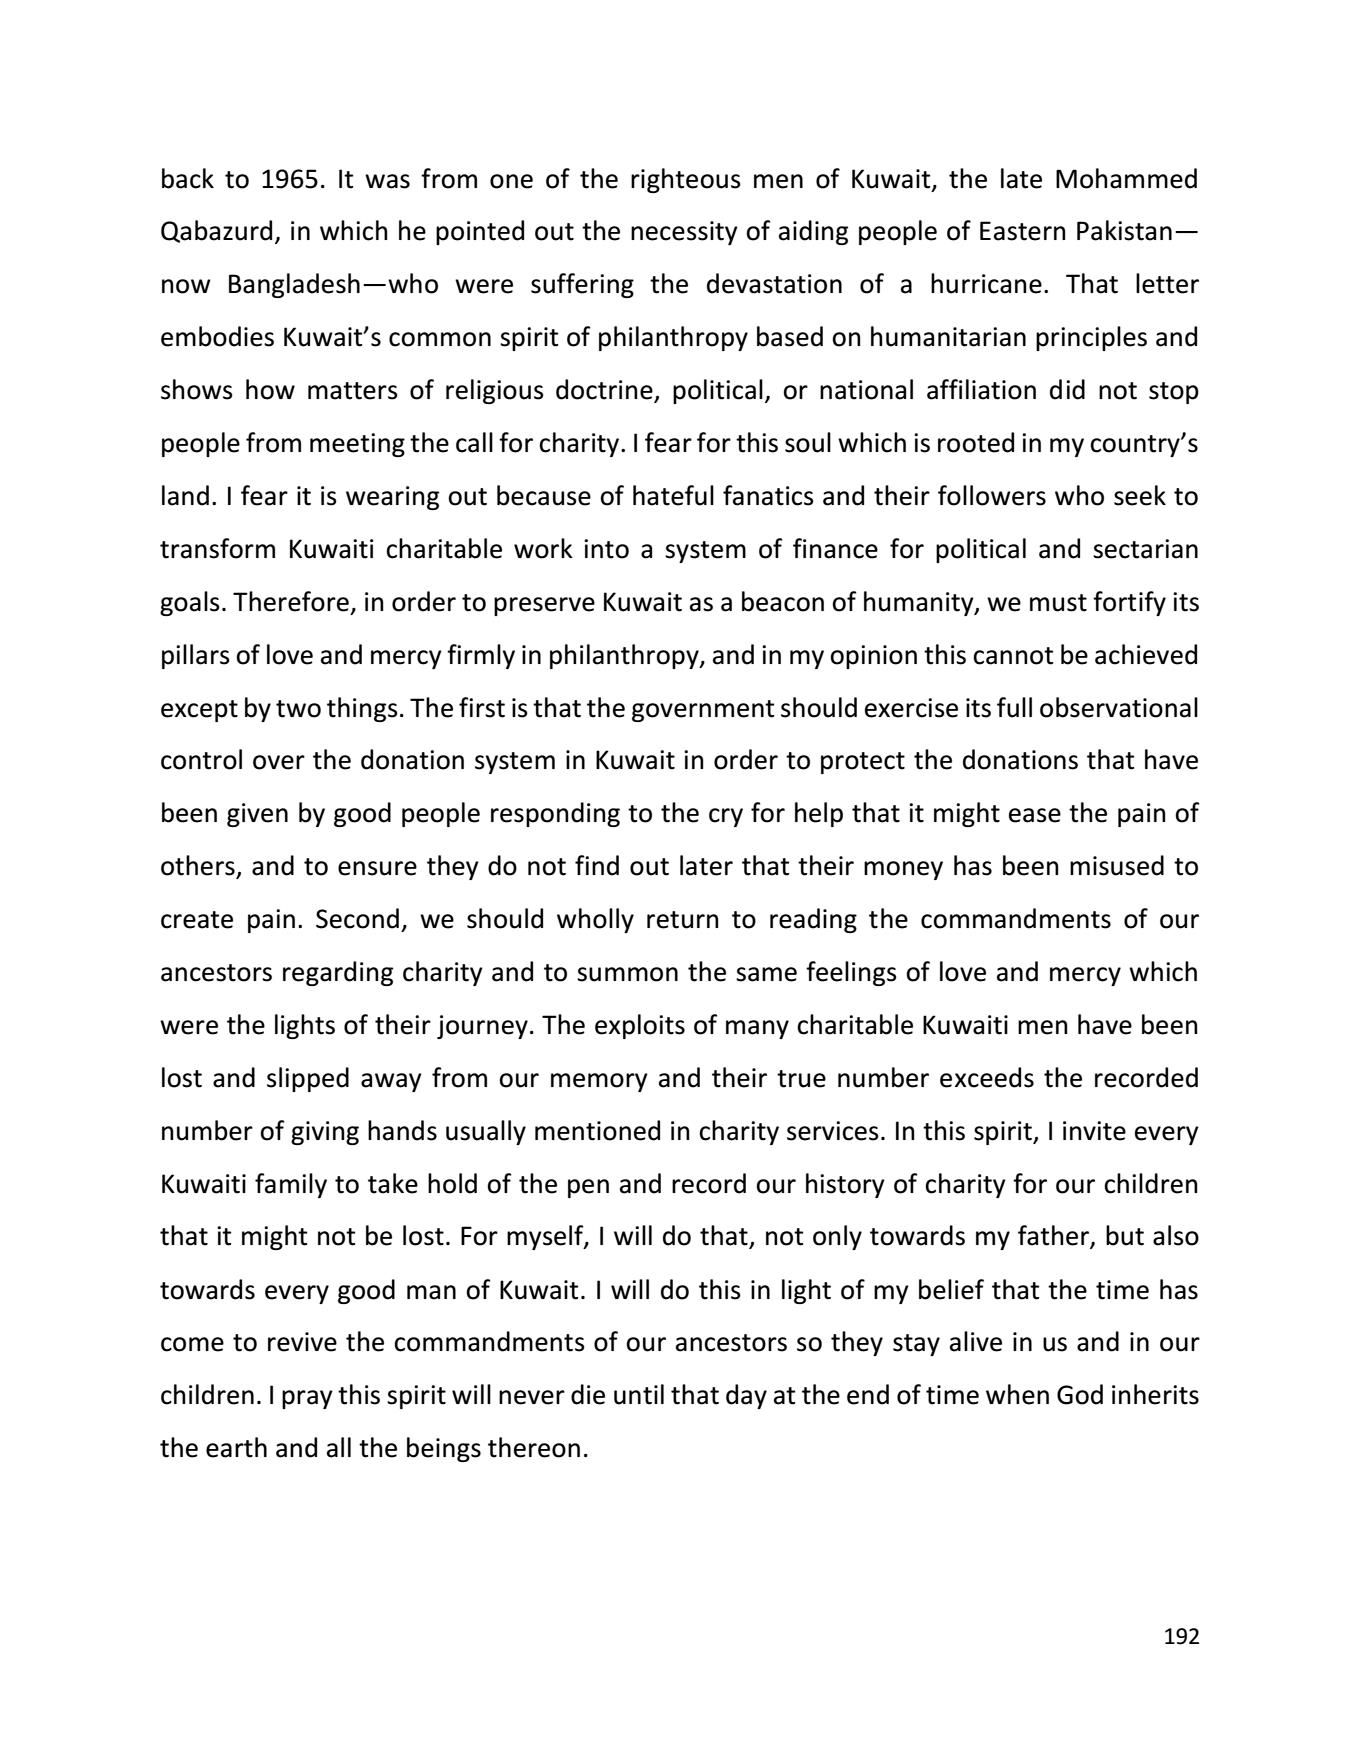 back to 1965. It was from one of the righteous men of Kuwait, the late Mohammed
Qabazurd, in which he pointed out the necessity of aiding people of Eastern Pakistan—
now Bangladesh—who were suffering the devastation of a hurricane. That letter
embodies Kuwait’s common spirit of philanthropy based on humanitarian principles and
shows how matters of religious doctrine, political, or national affiliation did not stop
people from meeting the call for charity. I fear for this soul which is rooted in my country’s
land. I fear it is wearing out because of hateful fanatics and their followers who seek to
transform Kuwaiti charitable work into a system of finance for political and sectarian
goals. Therefore, in order to preserve Kuwait as a beacon of humanity, we must fortify its
pillars of love and mercy firmly in philanthropy, and in my opinion this cannot be achieved
except by two things. The first is that the government should exercise its full observational
control over the donation system in Kuwait in order to protect the donations that have
been given by good people responding to the cry for help that it might ease the pain of
others, and to ensure they do not find out later that their money has been misused to
create pain. Second, we should wholly return to reading the commandments of our
ancestors regarding charity and to summon the same feelings of love and mercy which
were the lights of their journey. The exploits of many charitable Kuwaiti men have been
lost and slipped away from our memory and their true number exceeds the recorded
number of giving hands usually mentioned in charity services. In this spirit, I invite every
Kuwaiti family to take hold of the pen and record our history of charity for our children
that it might not be lost. For myself, I will do that, not only towards my father, but also
towards every good man of Kuwait. I will do this in light of my belief that the time has
come to revive the commandments of our ancestors so they stay alive in us and in our
children. I pray this spirit will never die until that day at the end of time when God inherits
the earth and all the beings thereon.
192